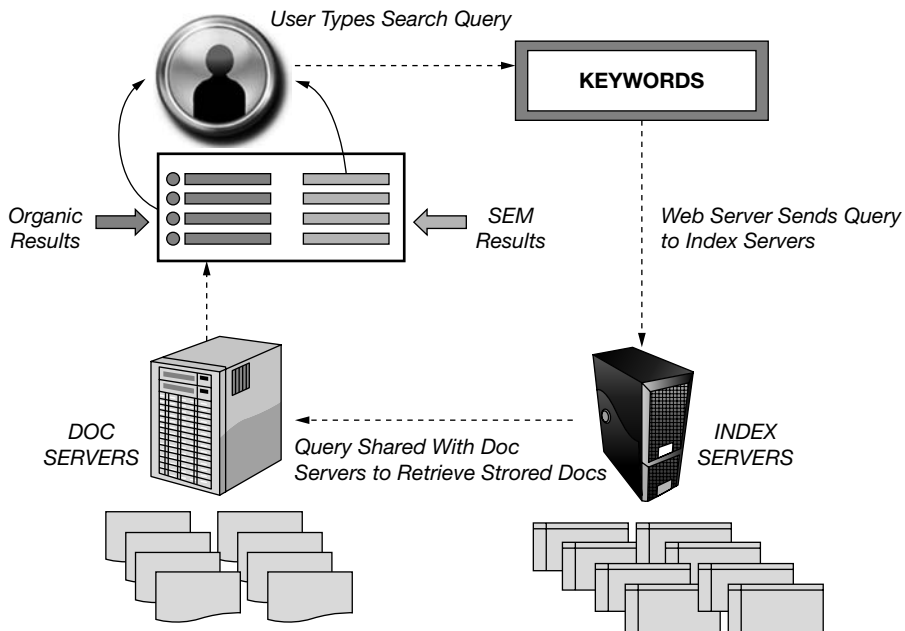 User Types Search Query
KEYWORDS
Organic
Results
SEM
Results
Web Server Sends Query
to Index Servers
DOC
SERVERS
Query Shared With Doc
Servers to Retrieve Strored Docs
INDEX
SERVERS